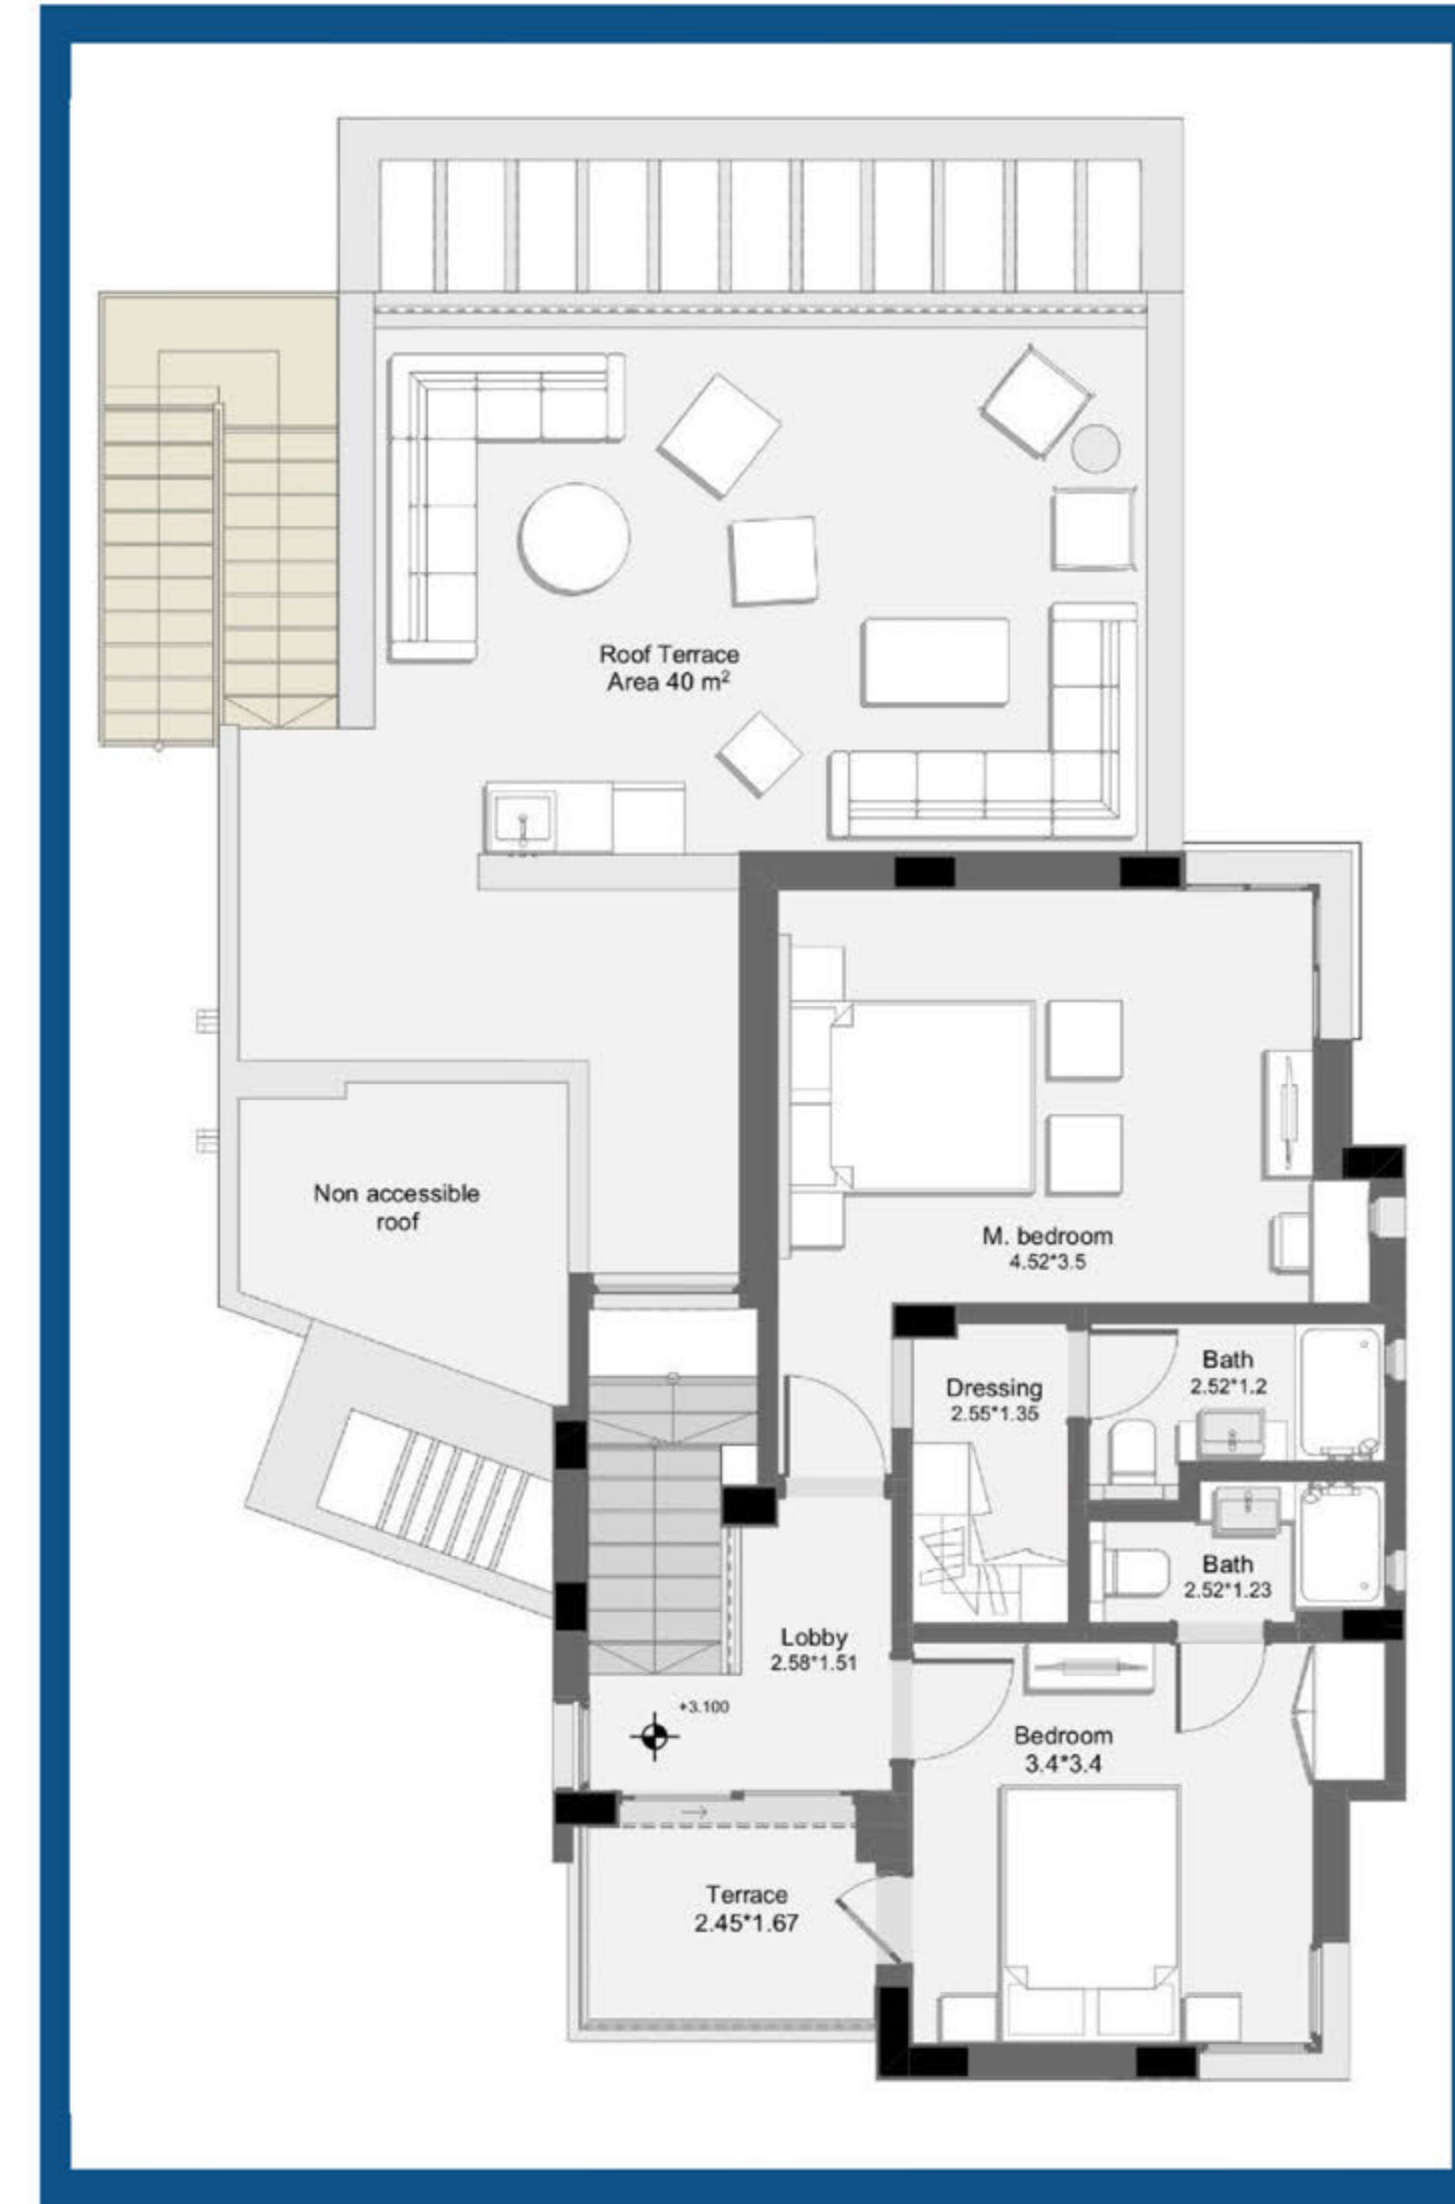 Roof Terrace
Area 40 m²
Non accessible
roof
M. bedroom
4.52*3.5
Dressing
2.55*1.35
Bath
2.52*1.2
Bath
2.52*1.23
Lobby
2.58*1.51
+3.100
Bedroom
3.4*3.4
Terrace
2.45*1.67